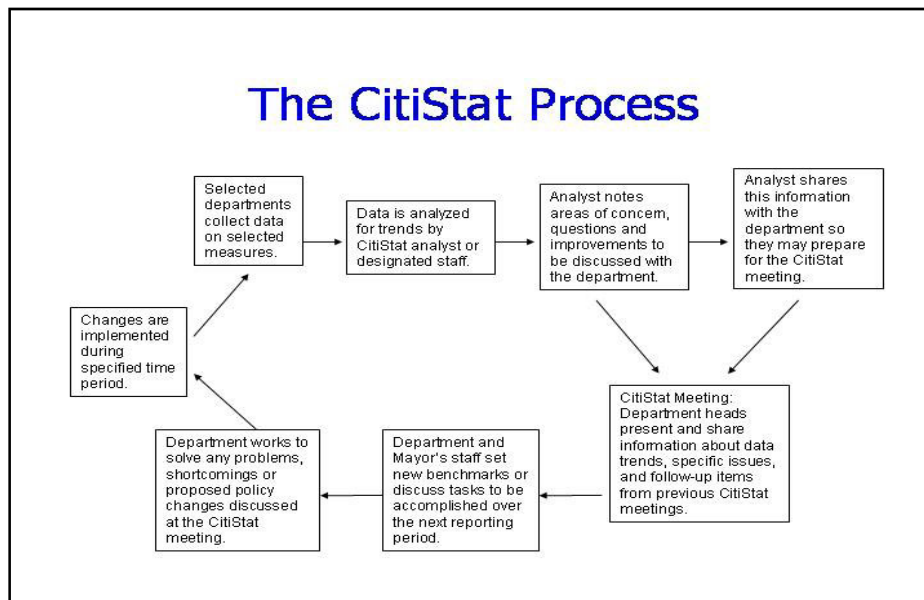 The CitiStat Process
Selected
departments
collect data
on selected
measures.
Data is analyzed
for trends by
CitiStat analyst or
designated staff.
Analyst notes
areas of concern,
questions and
improvements to
be discussed with
the department.
Analyst shares
this information
with the
department so
they may prepare
for the CitiStat
meeting.
CitiStat Meeting:
Department heads
present and share
information about data
trends, specific issues,
and follow-up items
from previous CitiStat
meetings.
Department and
Mayor's staff set
new benchmarks or
discuss tasks to be
accomplished over
the next reporting
period.
Department works to
solve any problems,
shortcomings or
proposed policy
changes discussed
at the CitiStat
meeting.
Changes are
implemented
during
specified time
period.